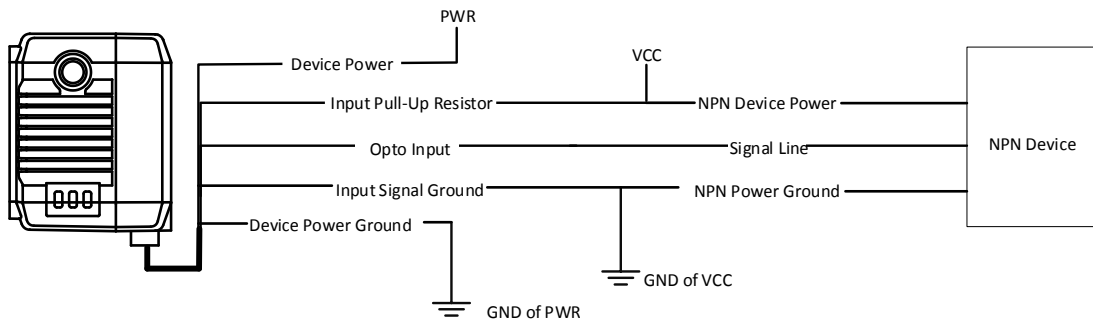 PWR
Device Power
VCC
Input Pull-Up Resistor
NPN Device Power
Opto Input
Signal Line
NPN Device
Input Signal Ground
NPN Power Ground
Device Power Ground
GND of VCC
GND of PWR